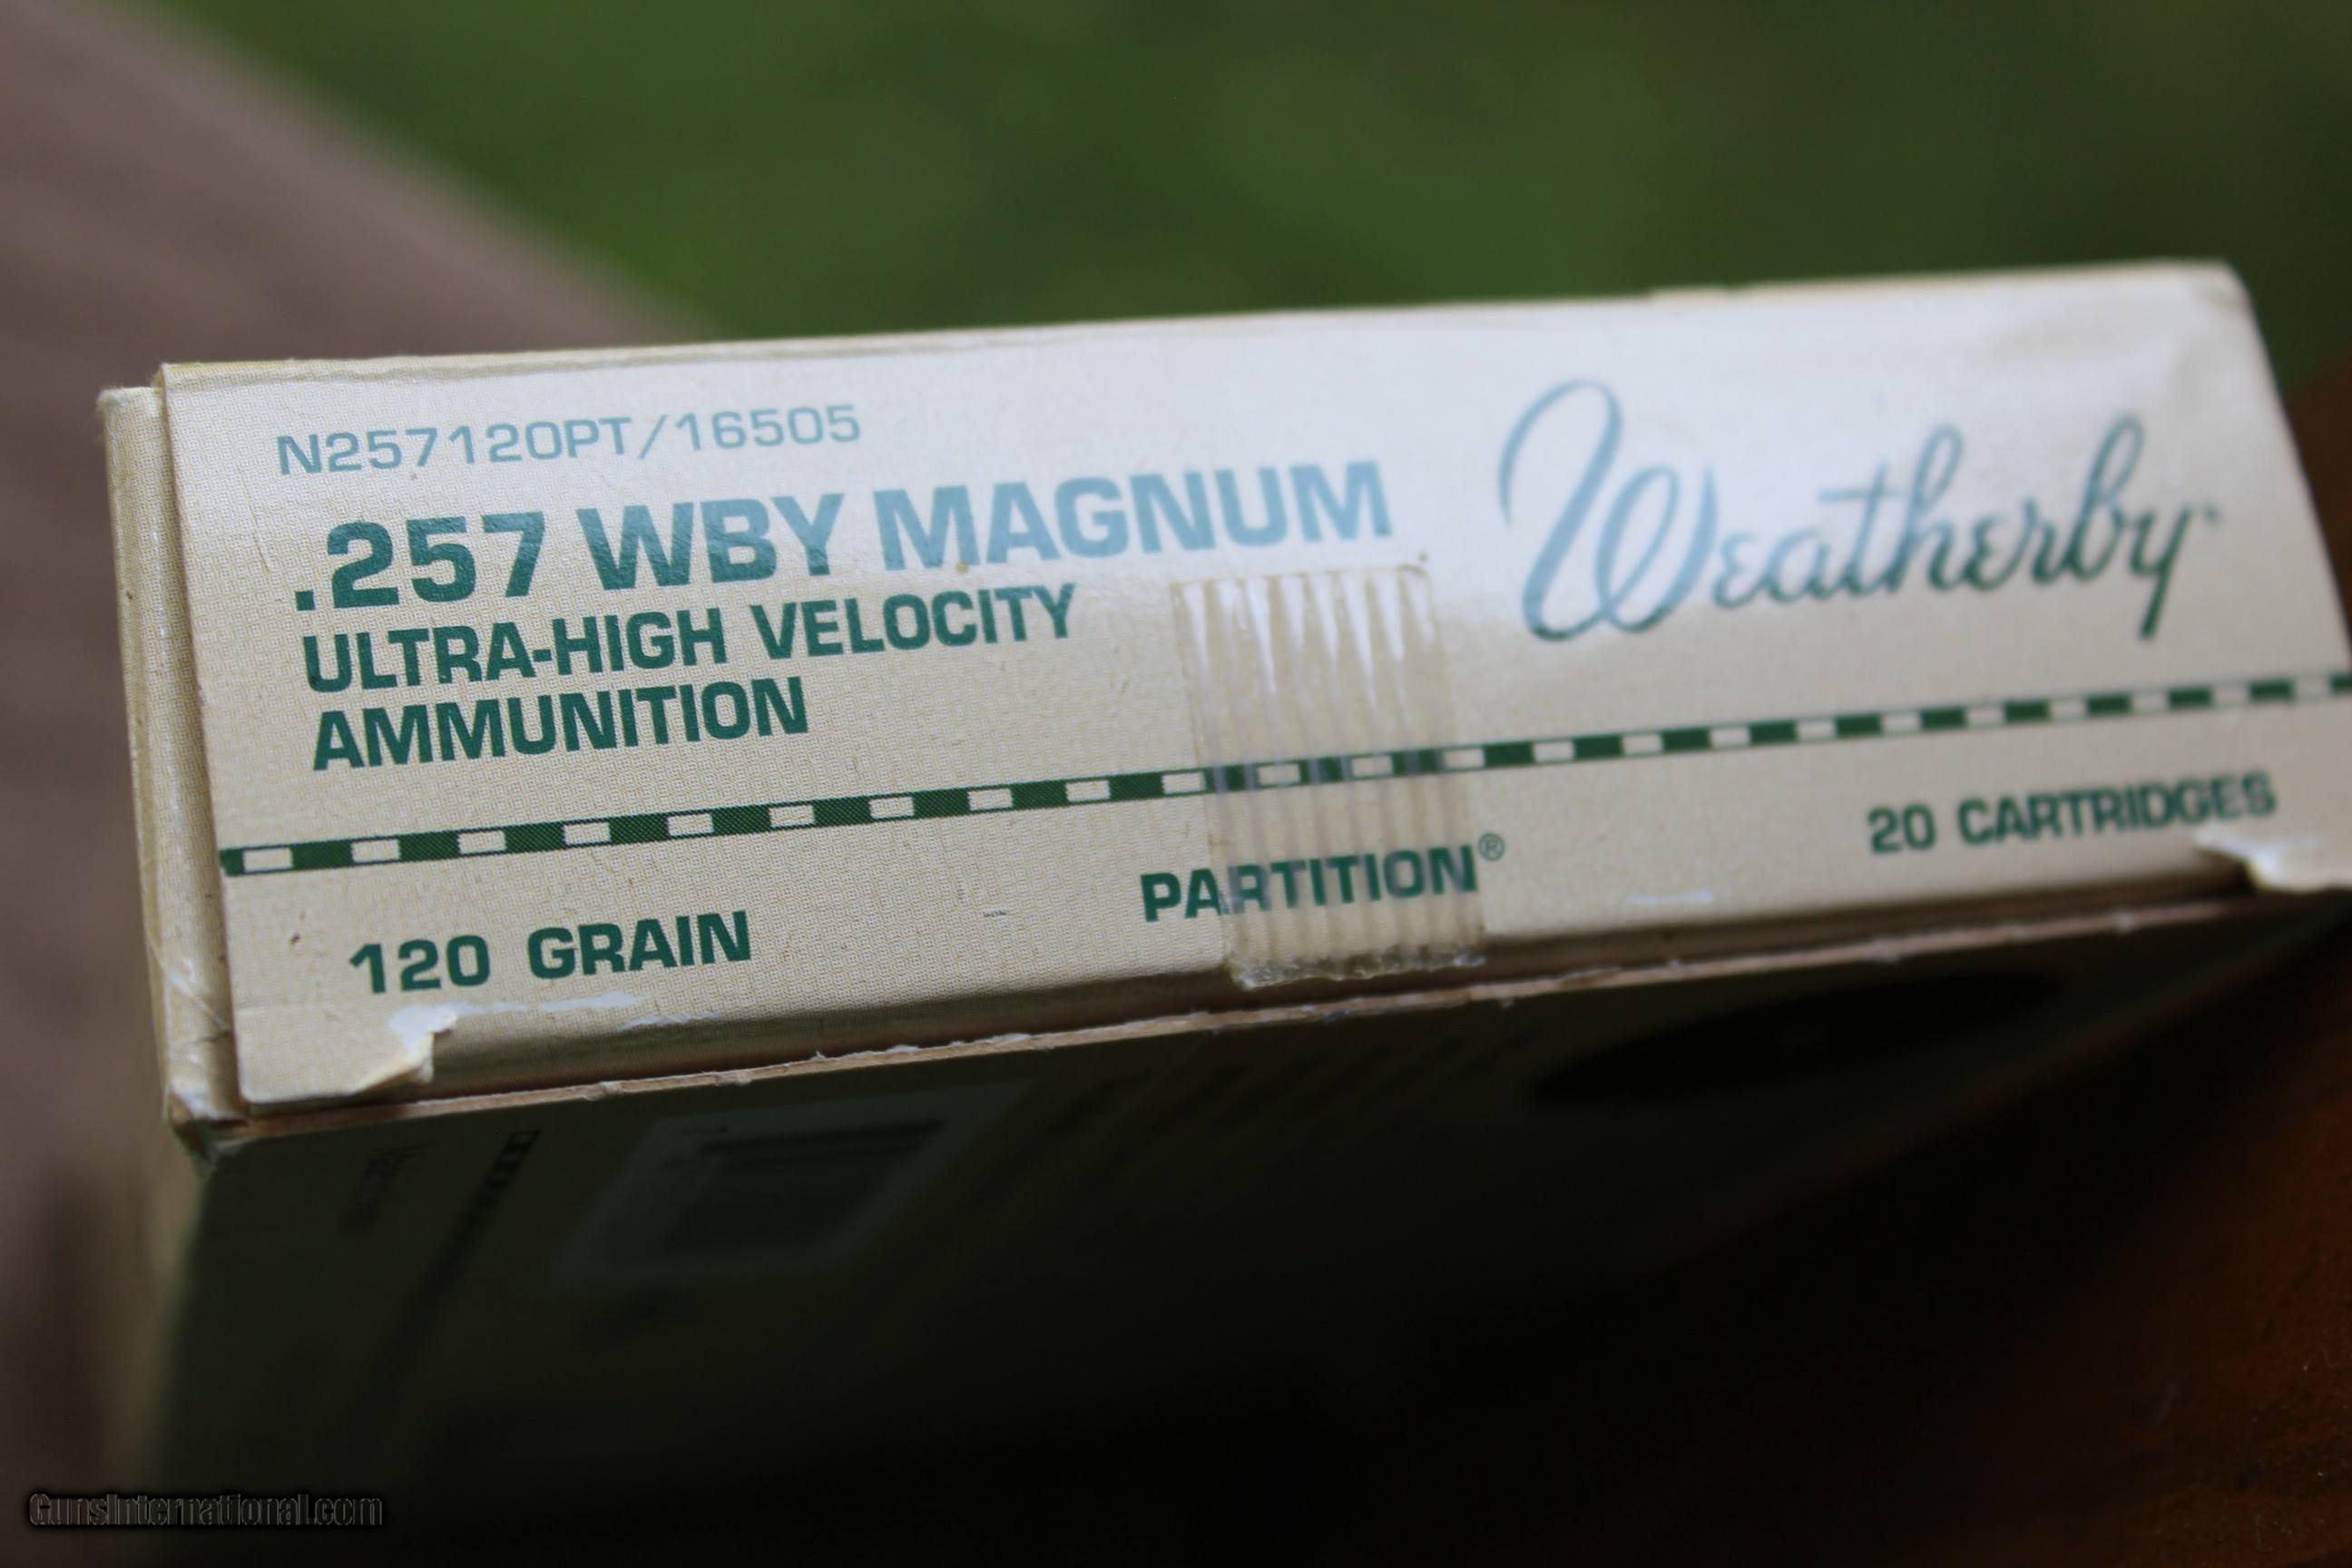 N257120PT/16505
.257 WBY MAGNUM
ULTRA-HIGH VELOCITY
AMMUNITION
Weatherby
120 GRAIN
PARTITION®
20 CARTRIDGES
GunsInternational.com